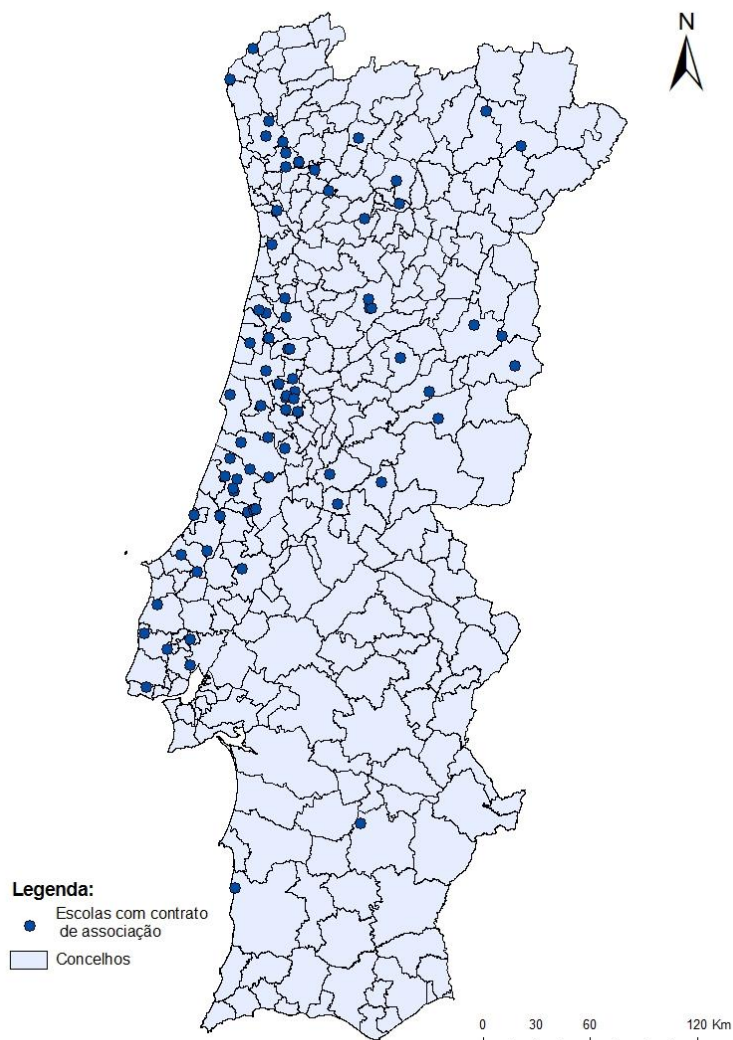 N
Legenda:
Escolas com contrato
de associação
Concelhos
0 30 60 120 Km